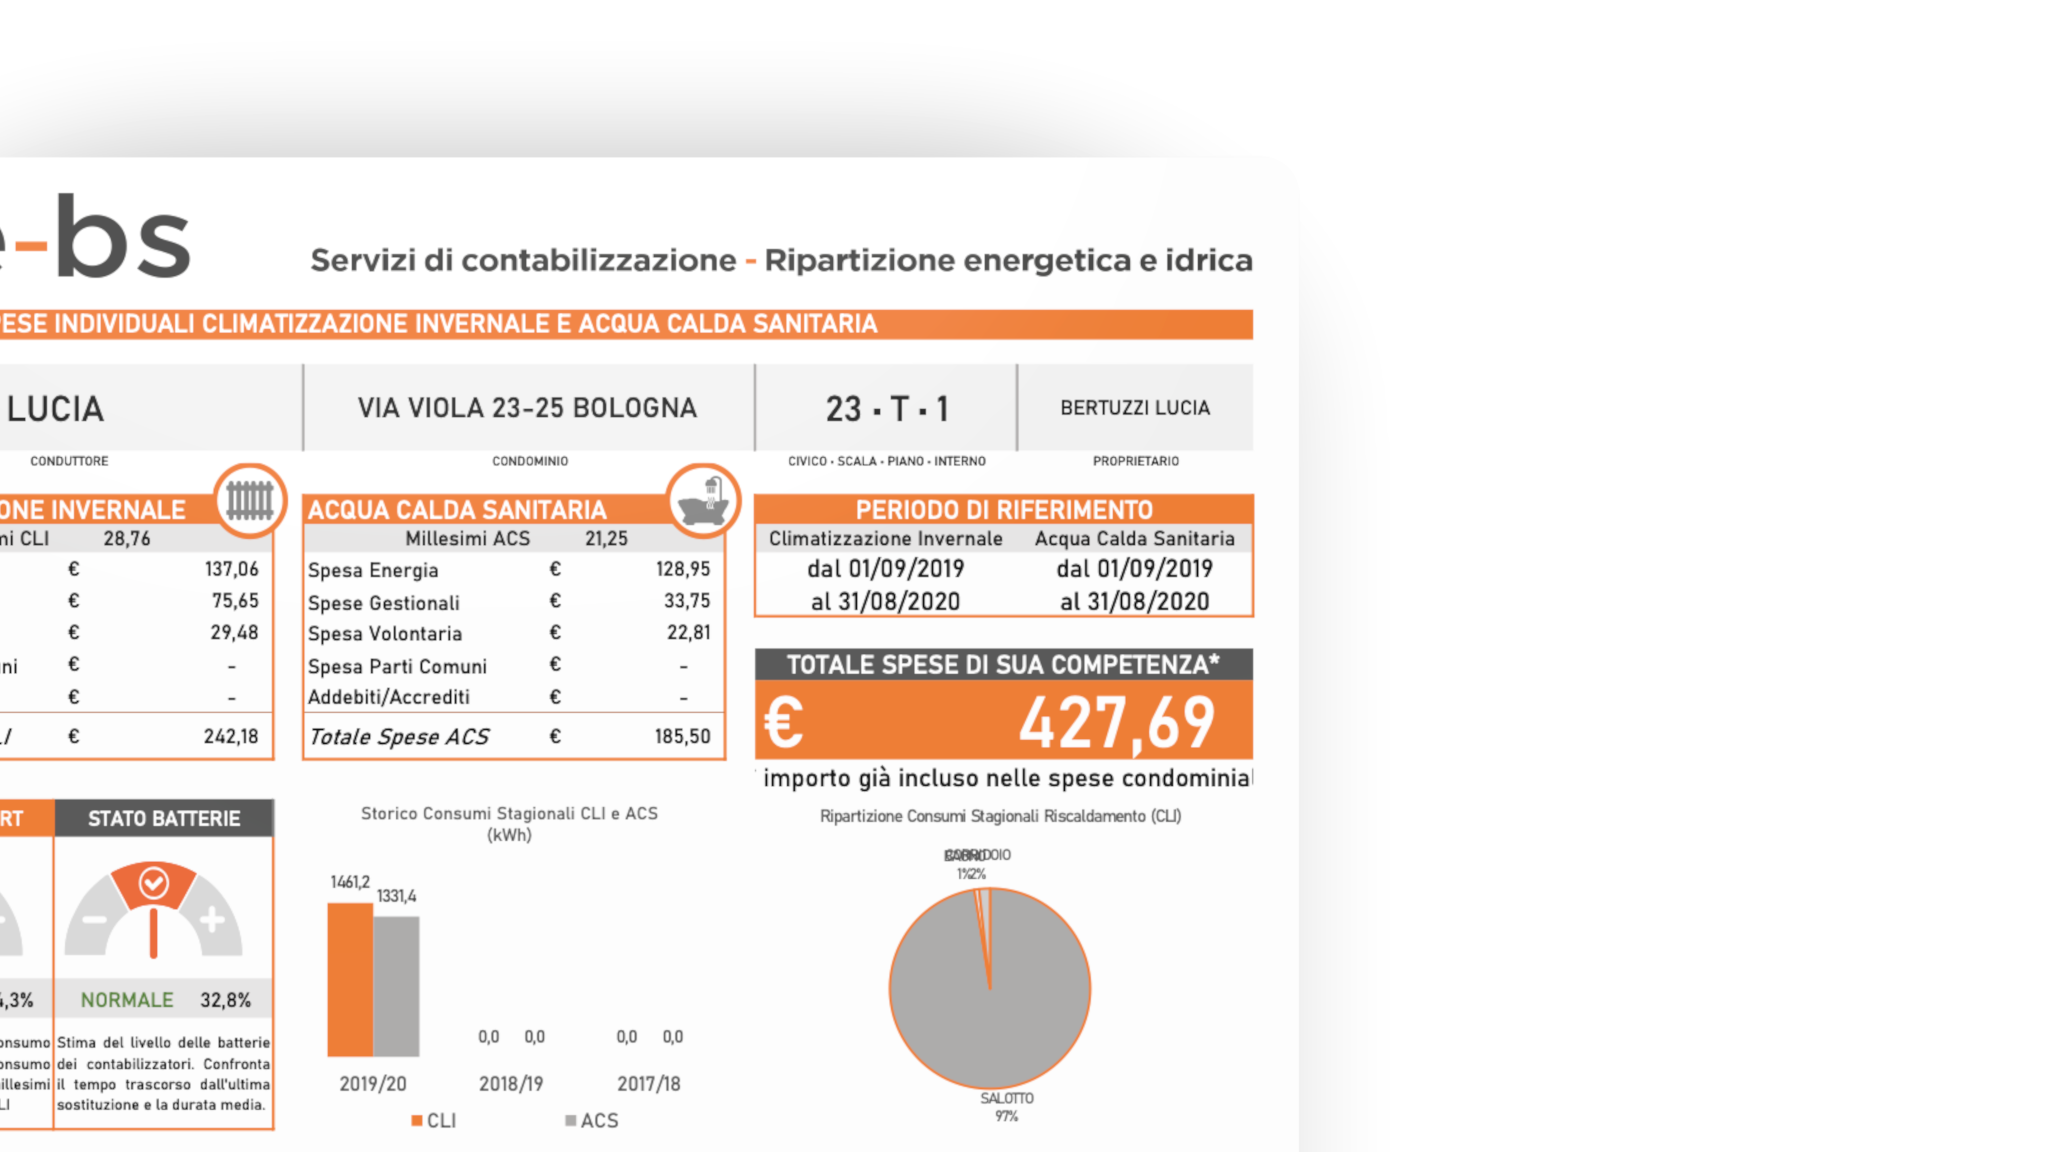 e-bs
Servizi di contabilizzazione - Ripartizione energetica e idrica
PESE INDIVIDUALI CLIMATIZZAZIONE INVERNALE E ACQUA CALDA SANITARIA
LUCIA
CONDUTTORE
VIA VIOLA 23-25 BOLOGNA
CONDOMINIO
23 · T · 1
CIVICO · SCALA · PIANO · INTERNO
BERTUZZI LUCIA
PROPRIETARIO
ONE INVERNALE
mi CLI 28,76
€ 137,06
€ 75,65
€ 29,48
uni € -
€ -
LI € 242,18
ACQUA CALDA SANITARIA
Millesimi ACS 21,25
Spesa Energia € 128,95
Spese Gestionali € 33,75
Spesa Volontaria € 22,81
Spesa Parti Comuni € -
Addebiti/Accrediti € -
Totale Spese ACS € 185,50
PERIODO DI RIFERIMENTO
Climatizzazione Invernale Acqua Calda Sanitaria
dal 01/09/2019 dal 01/09/2019
al 31/08/2020 al 31/08/2020
TOTALE SPESE DI SUA COMPETENZA*
€ 427,69
importo già incluso nelle spese condominial
RT
4,3%
onsumo
onsumo
illesimi
LI
STATO BATTERIE
NORMALE 32,8%
Stima del livello delle batterie
dei contabilizzatori. Confronta
il tempo trascorso dall'ultima
sostituzione e la durata media.
Storico Consumi Stagionali CLI e ACS
(kWh)
1461,2
1331,4
0,0 0,0 0,0 0,0
2019/20 2018/19 2017/18
CLI ACS
Ripartizione Consumi Stagionali Riscaldamento (CLI)
CORRIDOIO
1% 2%
SALOTTO
97%